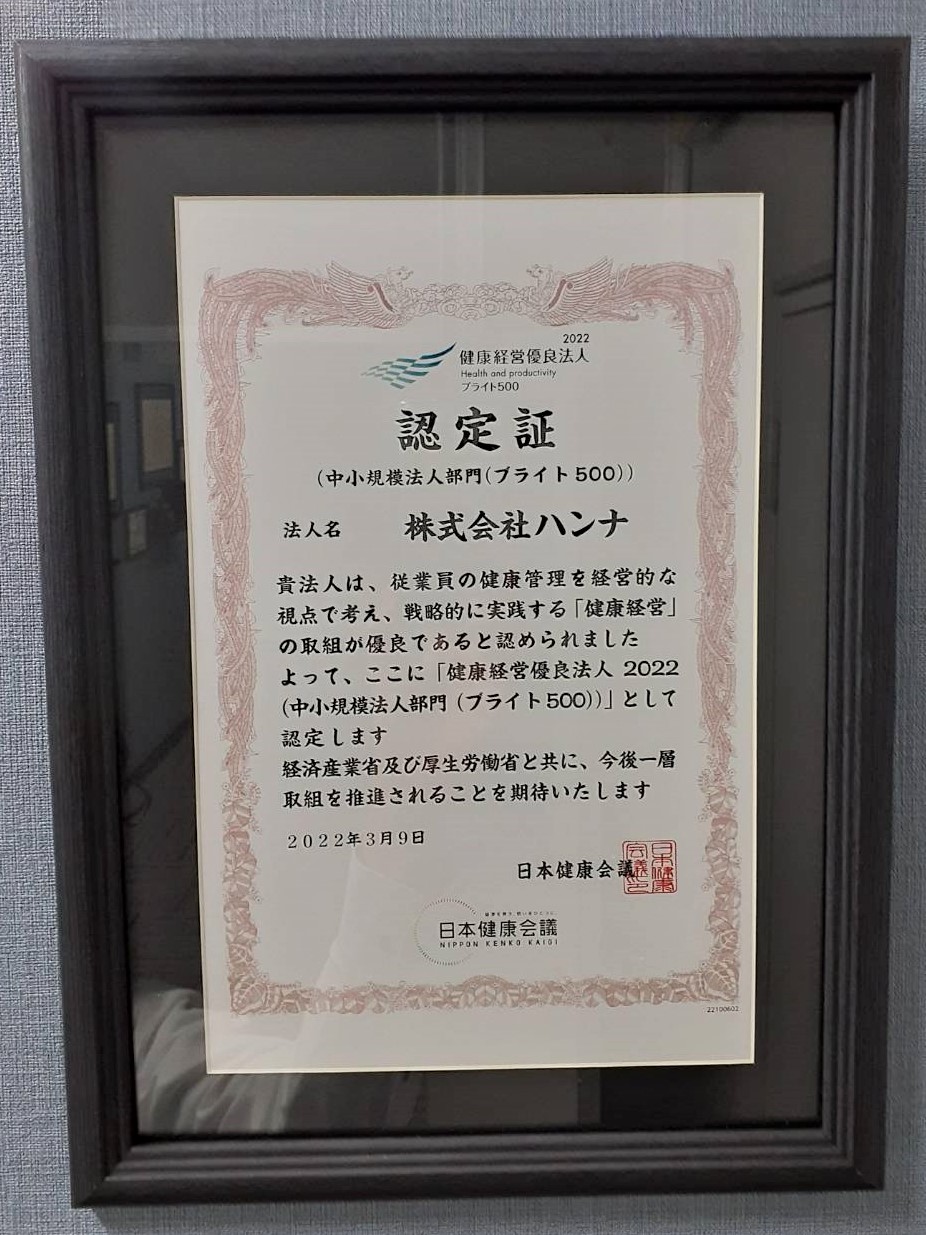 2022
健康経営優良法人
Health and productivity
ブライト500
認定証
(中小規模法人部門(ブライト500))
法人名 株式会社ハンナ
貴法人は、従業員の健康管理を経営的な
視点で考え、戦略的に実践する「健康経営」
の取組が優良であると認められました
よって、ここに「健康経営優良法人 2022
(中小規模法人部門(ブライト500))」として
認定します
経済産業省及び厚生労働省と共に、今後一層
取組を推進されることを期待いたします
2022年3月9日
日本健康会議
日本健康会議之印
日本健康会議
NIPPON KENKO KAIGI
22100602